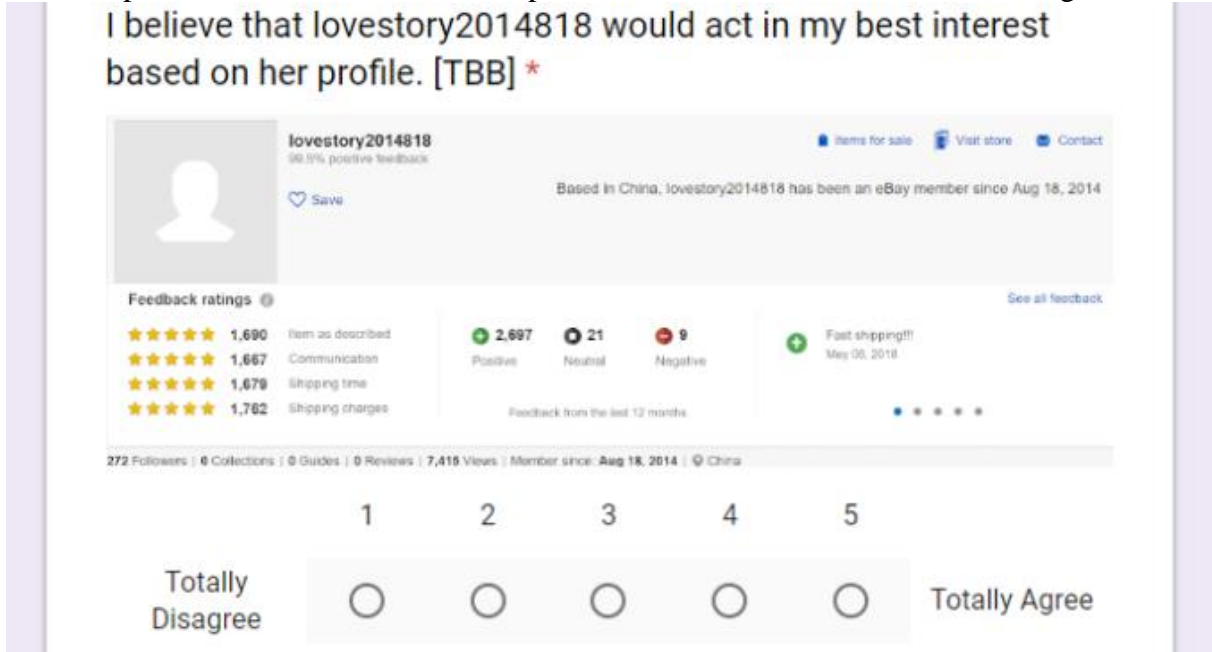 I believe that lovestory2014818 would act in my best interest
based on her profile. [TBB] *
lovestory2014818
99.5% positive feedback
Items for sale Visit store Contact
Save
Based in China, lovestory2014818 has been an eBay member since Aug 18, 2014
Feedback ratings
See all feedback
1,690 Item as described
1,667 Communication
1,679 Shipping time
1,762 Shipping charges
2,697 21 9
Positive Neutral Negative
Feedback from the last 12 months
Fast shipping!!!
May 08, 2018
272 Followers | 0 Collections | 0 Guides | 0 Reviews | 7,415 Views | Member since: Aug 18, 2014 | China
1 2 3 4 5
Totally
Disagree
Totally Agree